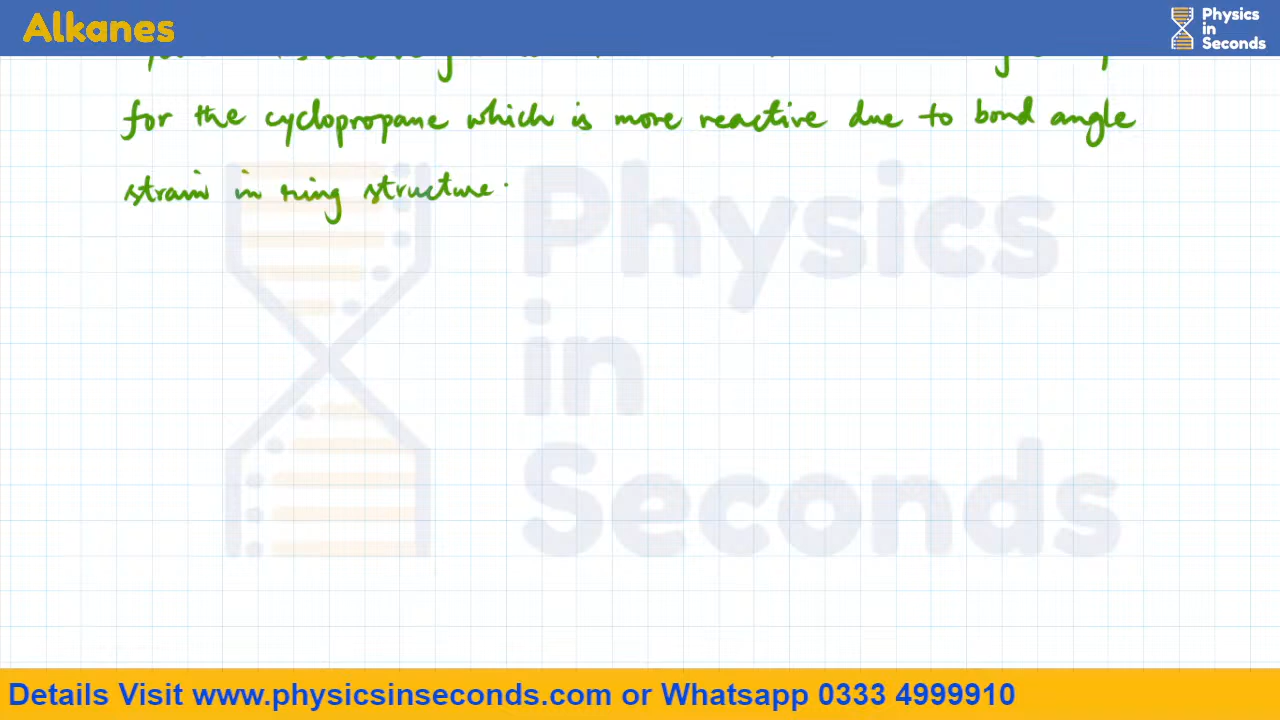 Alkanes
Physics
in
Seconds
for the cyclopropane which is more reactive due to bond angle
strain in ring structure.
Physics
in
Seconds
Details Visit www.physicsinseconds.com or Whatsapp 0333 4999910